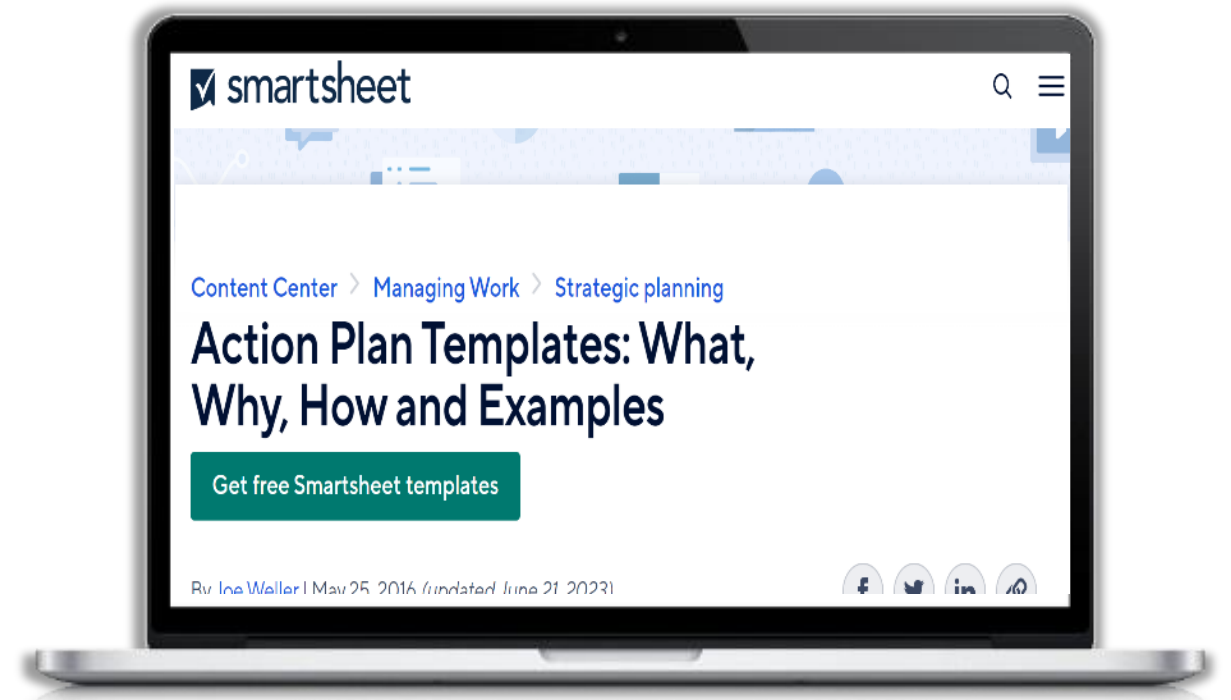 smartsheet
Content Center > Managing Work > Strategic planning
Action Plan Templates: What,
Why, How and Examples
Get free Smartsheet templates
By Joe Weller | May 25, 2016 (updated June 21, 2023)